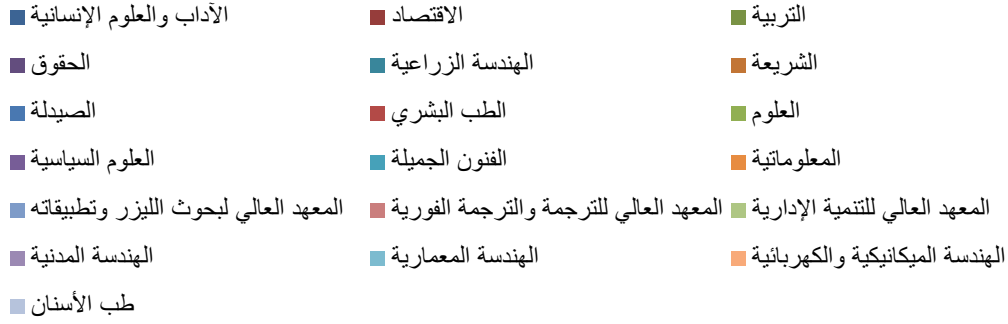 الآداب والعلوم الإنسانية الاقتصاد التربية
الحقوق الهندسة الزراعية الشريعة
الصيدلة الطب البشري العلوم
العلوم السياسية الفنون الجميلة المعلوماتية
المعهد العالي لبحوث الليزر وتطبيقاته المعهد العالي للترجمة والترجمة الفورية المعهد العالي للتنمية الإدارية
الهندسة المدنية الهندسة المعمارية الهندسة الميكانيكية والكهربائية
طب الأسنان